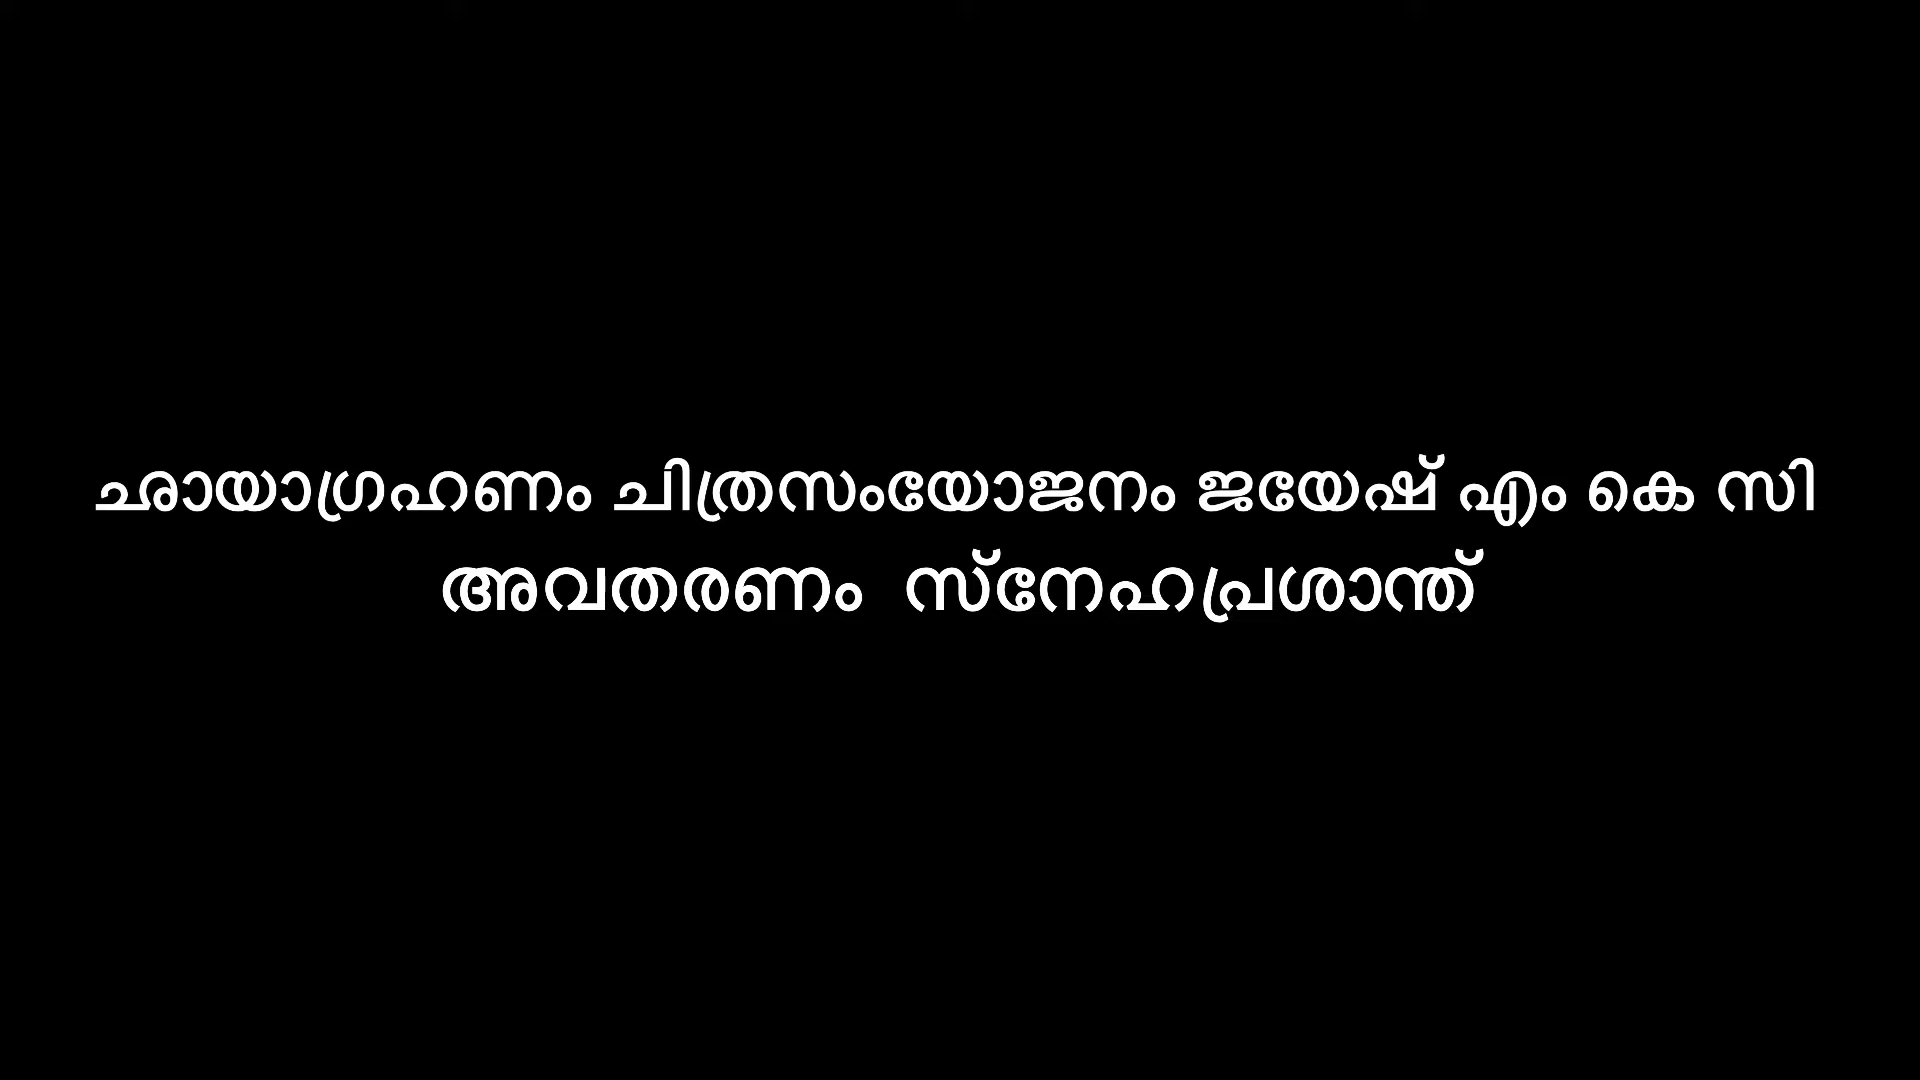 ഛായാഗ്രഹണം ചിത്രസംയോജനം ജയേഷ് എം കെ സി
അവതരണം സ്നേഹപ്രശാന്ത്